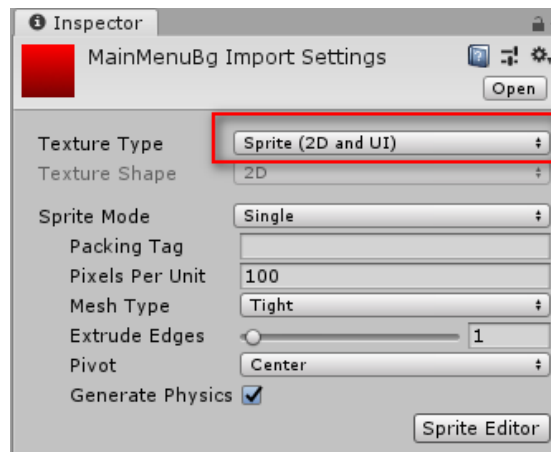 Inspector
MainMenuBg Import Settings
Open
Texture Type Sprite (2D and UI)
Texture Shape 2D
Sprite Mode Single
Packing Tag
Pixels Per Unit 100
Mesh Type Tight
Extrude Edges 1
Pivot Center
Generate Physics
Sprite Editor